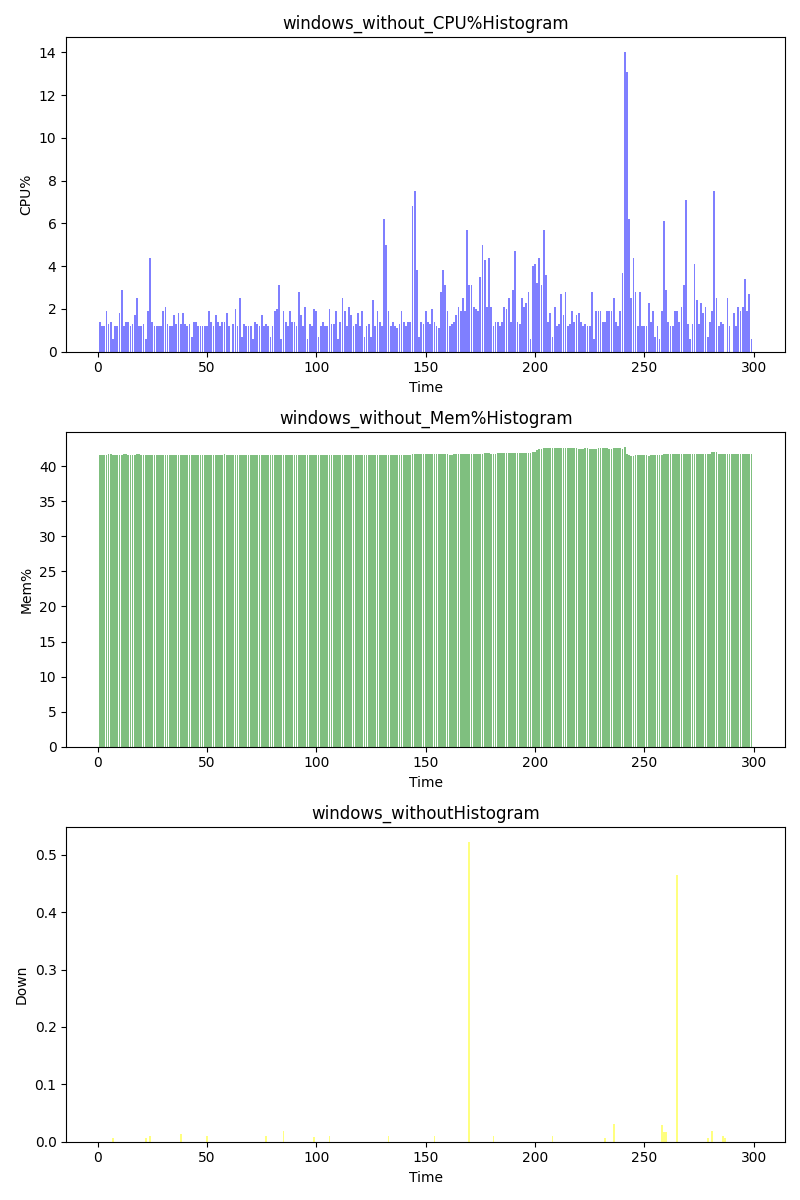 windows_without_CPU%Histogram
14
12
10
8
6
4
2
0
CPU%
0 50 100 150 200 250 300
Time
windows_without_Mem%Histogram
40
35
30
25
20
15
10
5
0
Mem%
0 50 100 150 200 250 300
Time
windows_withoutHistogram
0.5
0.4
0.3
0.2
0.1
0.0
Down
0 50 100 150 200 250 300
Time